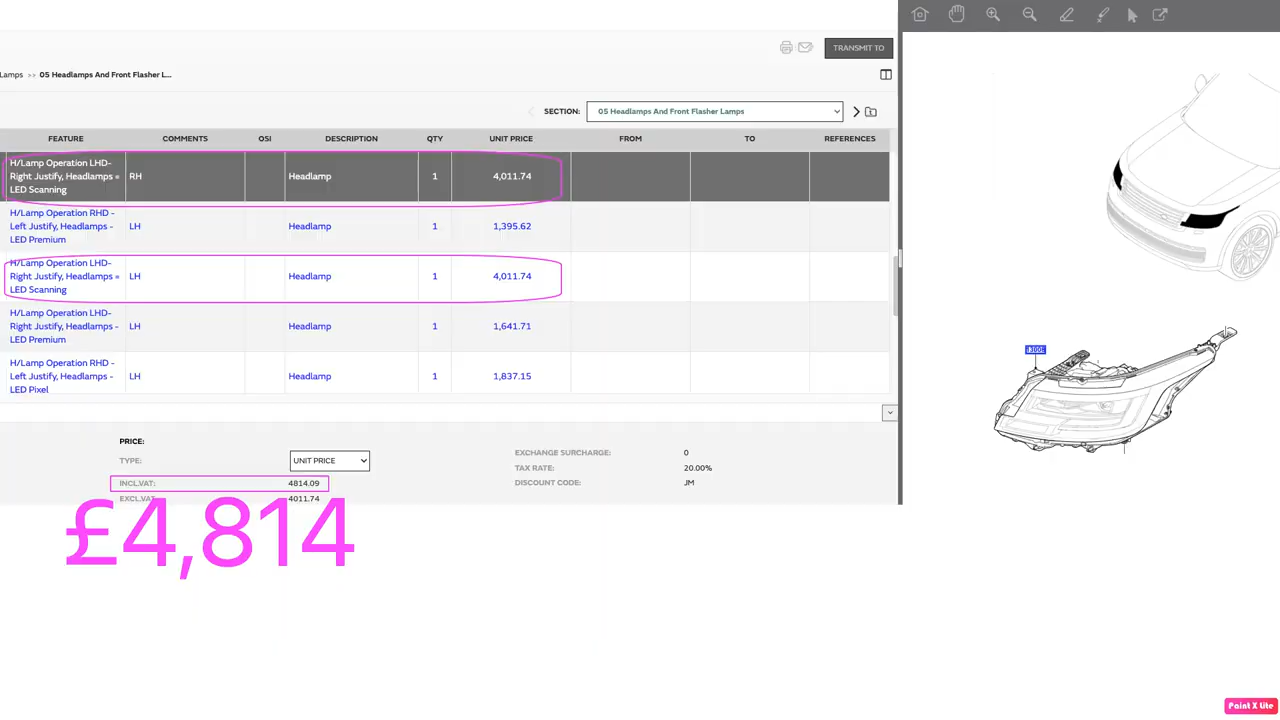 TRANSMIT TO
Lamps >> 05 Headlamps And Front Flasher L...
SECTION: 05 Headlamps And Front Flasher Lamps
FEATURE COMMENTS OSI DESCRIPTION QTY UNIT PRICE FROM TO REFERENCES
H/Lamp Operation LHD-
Right Justify, Headlamps = RH Headlamp 1 4,011.74
LED Scanning
H/Lamp Operation RHD -
Left Justify, Headlamps - LH Headlamp 1 1,395.62
LED Premium
H/Lamp Operation LHD-
Right Justify, Headlamps = LH Headlamp 1 4,011.74
LED Scanning
H/Lamp Operation LHD-
Right Justify, Headlamps - LH Headlamp 1 1,641.71
LED Premium
H/Lamp Operation RHD -
Left Justify, Headlamps - LH Headlamp 1 1,837.15
LED Pixel
PRICE:
TYPE: UNIT PRICE
INCL.VAT: 4814.09
EXCL.VAT: 4011.74
EXCHANGE SURCHARGE: 0
TAX RATE: 20.00%
DISCOUNT CODE: JM
£4,814
Paint X Lite